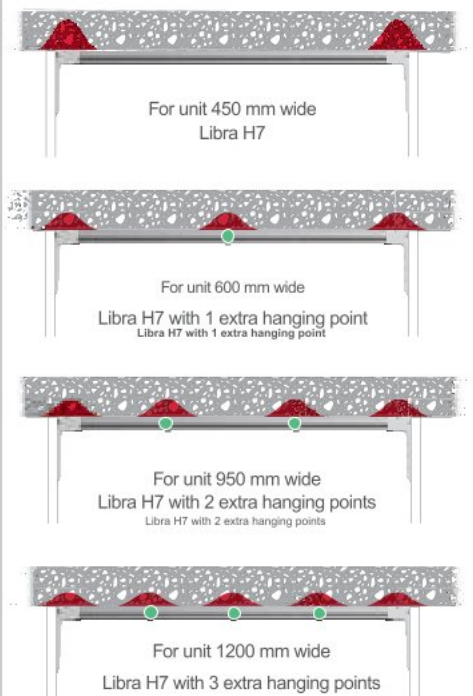 For unit 450 mm wide
Libra H7
For unit 600 mm wide
Libra H7 with 1 extra hanging point
Libra H7 with 1 extra hanging point
For unit 950 mm wide
Libra H7 with 2 extra hanging points
Libra H7 with 2 extra hanging points
For unit 1200 mm wide
Libra H7 with 3 extra hanging points